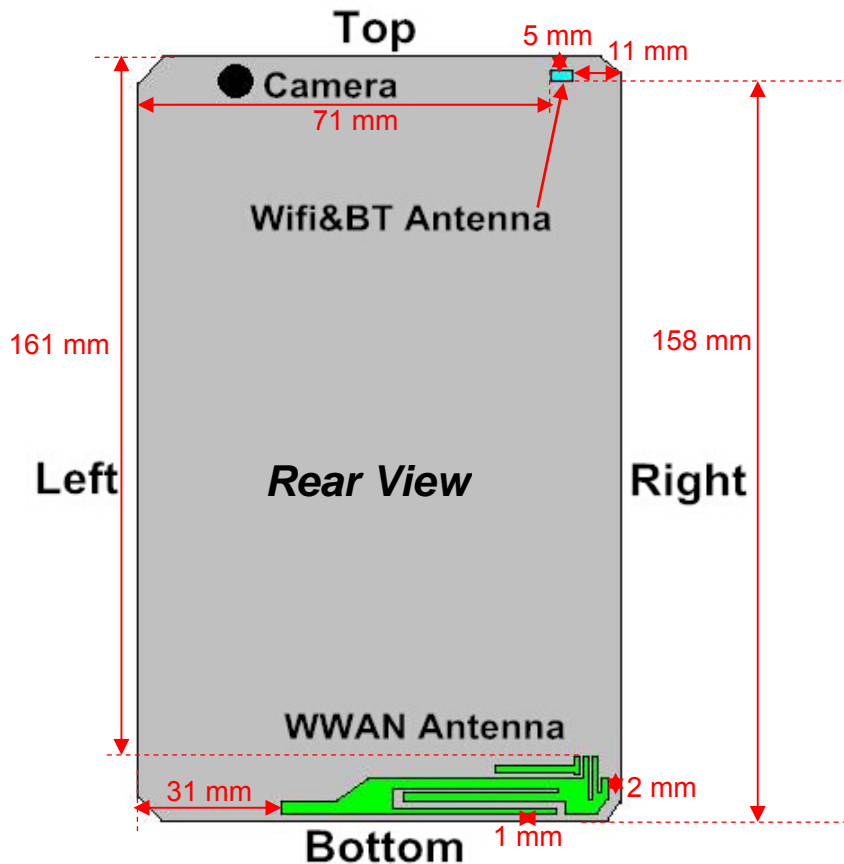 Top
5 mm
11 mm
Camera
71 mm
Wifi&BT Antenna
161 mm
158 mm
Left
Rear View
Right
WWAN Antenna
31 mm
2 mm
1 mm
Bottom